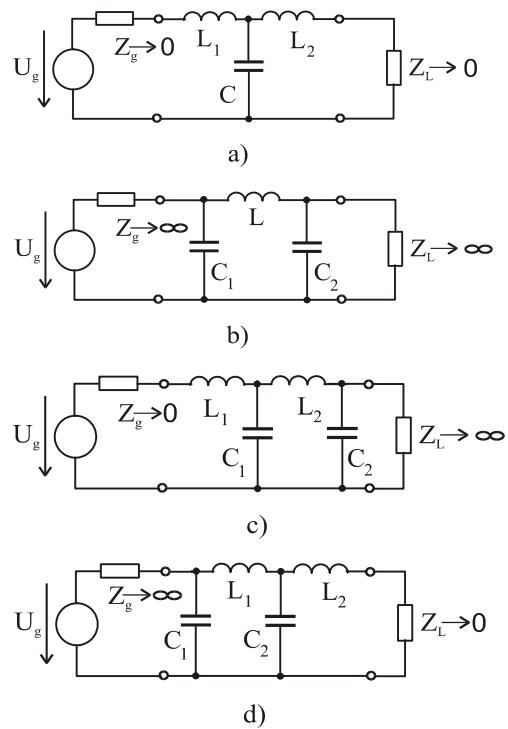 U_g Z_g→0 L_1 L_2 C Z_L→0
a)
U_g Z_g→∞ L C_1 C_2 Z_L→∞
b)
U_g Z_g→0 L_1 L_2 C_1 C_2 Z_L→∞
c)
U_g Z_g→∞ L_1 L_2 C_1 C_2 Z_L→0
d)